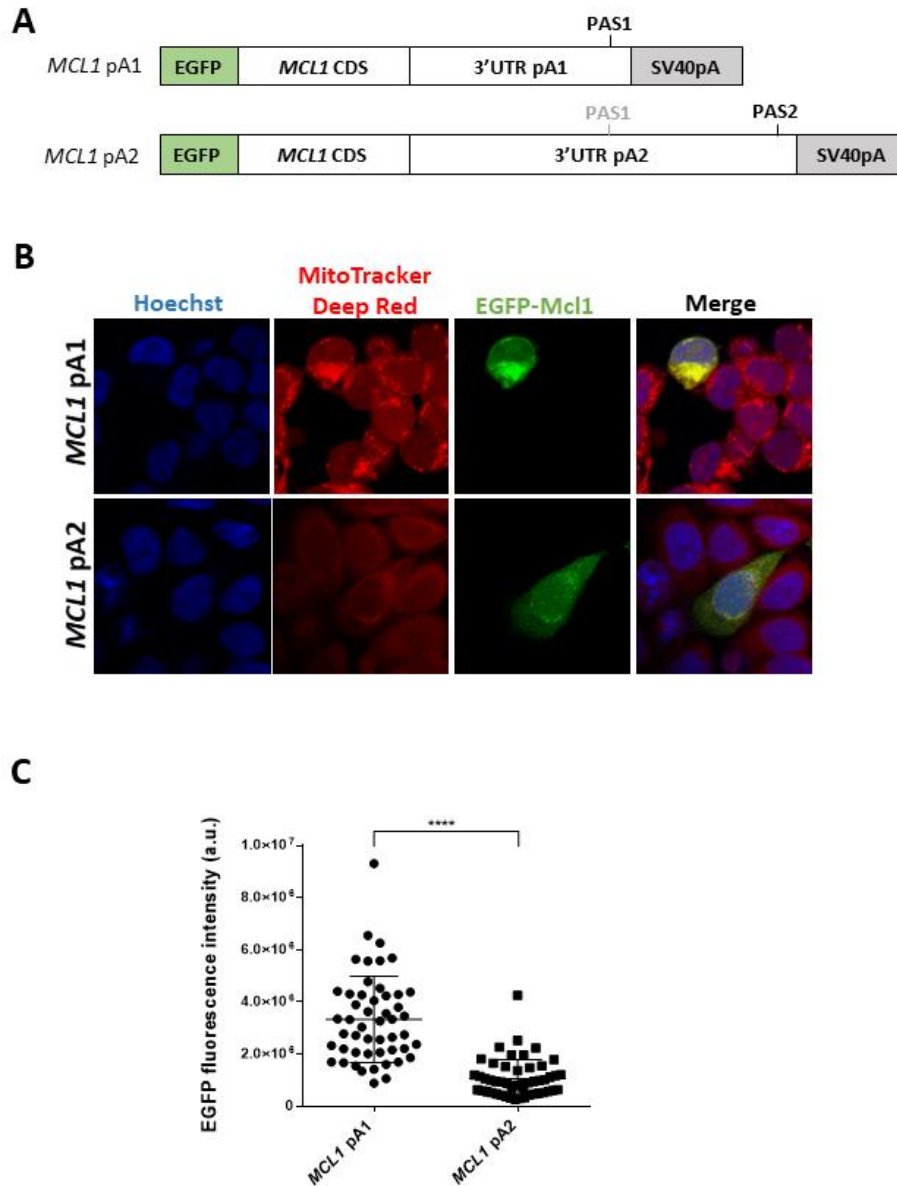 A
PAS1
MCL1 pA1 EGFP MCL1 CDS 3'UTR pA1 SV40pA
PAS1 PAS2
MCL1 pA2 EGFP MCL1 CDS 3'UTR pA2 SV40pA
B
Hoechst MitoTracker Deep Red EGFP-Mcl1 Merge
MCL1 pA1
MCL1 pA2
C
****
EGFP fluorescence intensity (a.u.)
1.0×10⁷
8.0×10⁶
6.0×10⁶
4.0×10⁶
2.0×10⁶
0
MCL1 pA1 MCL1 pA2